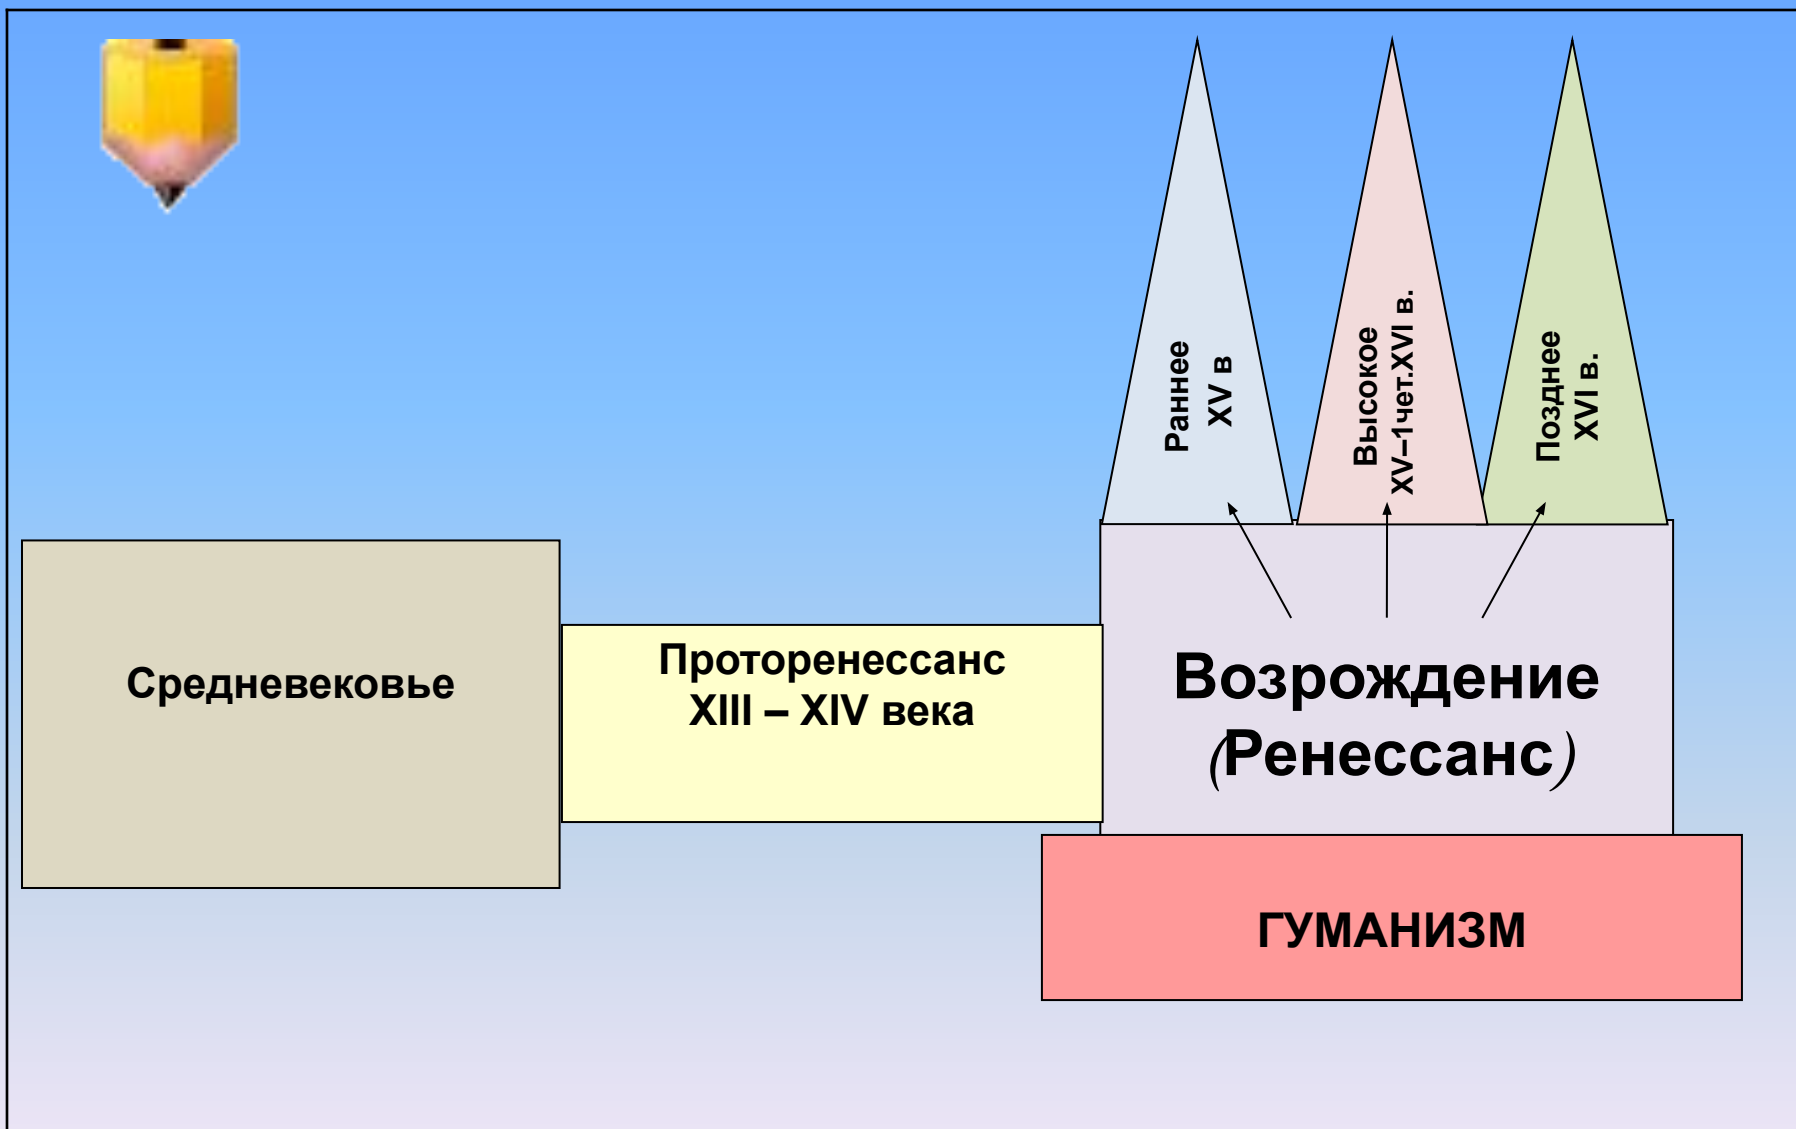 Раннее
XV в
Высокое
XV–1чет.XVI в.
Позднее
XVI в.
Средневековье
Проторенессанс
XIII – XIV века
Возрождение
(Ренессанс)
ГУМАНИЗМ